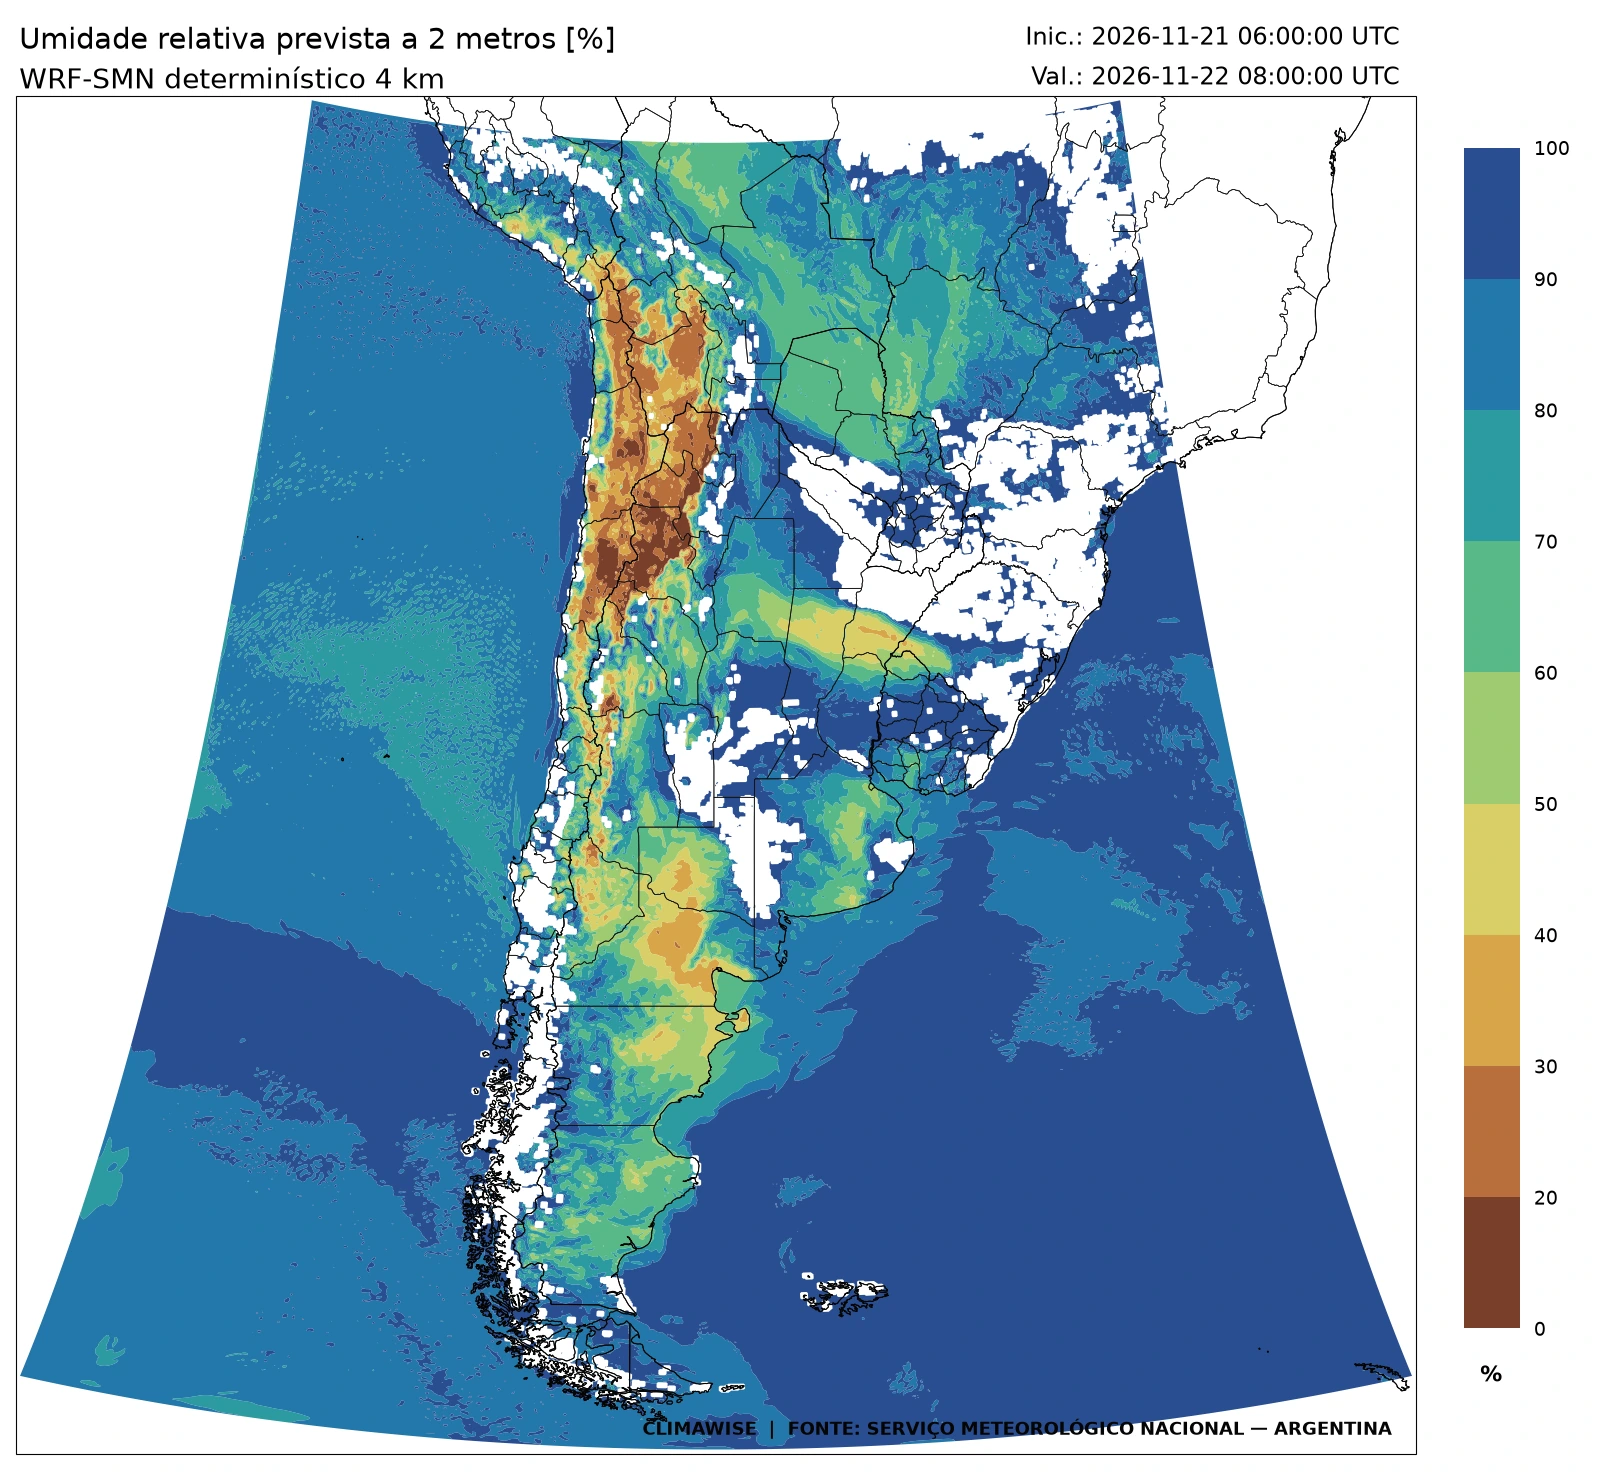 Umidade relativa prevista a 2 metros [%]
WRF-SMN determinístico 4 km
Inic.: 2026-11-21 06:00:00 UTC
Val.: 2026-11-22 08:00:00 UTC
100
90
80
70
60
50
40
30
20
0
%
CLIMAWISE | FONTE: SERVIÇO METEOROLÓGICO NACIONAL — ARGENTINA